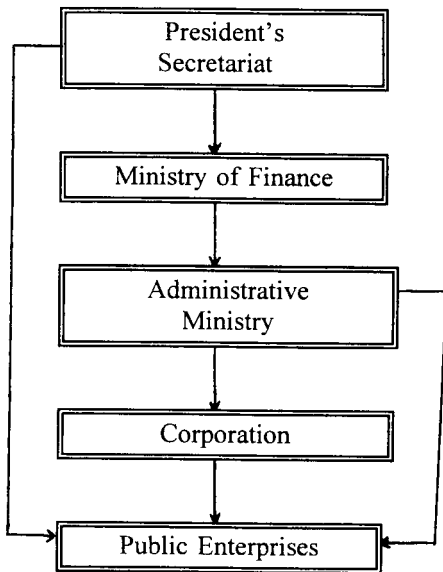 President's
Secretariat
Ministry of Finance
Administrative
Ministry
Corporation
Public Enterprises